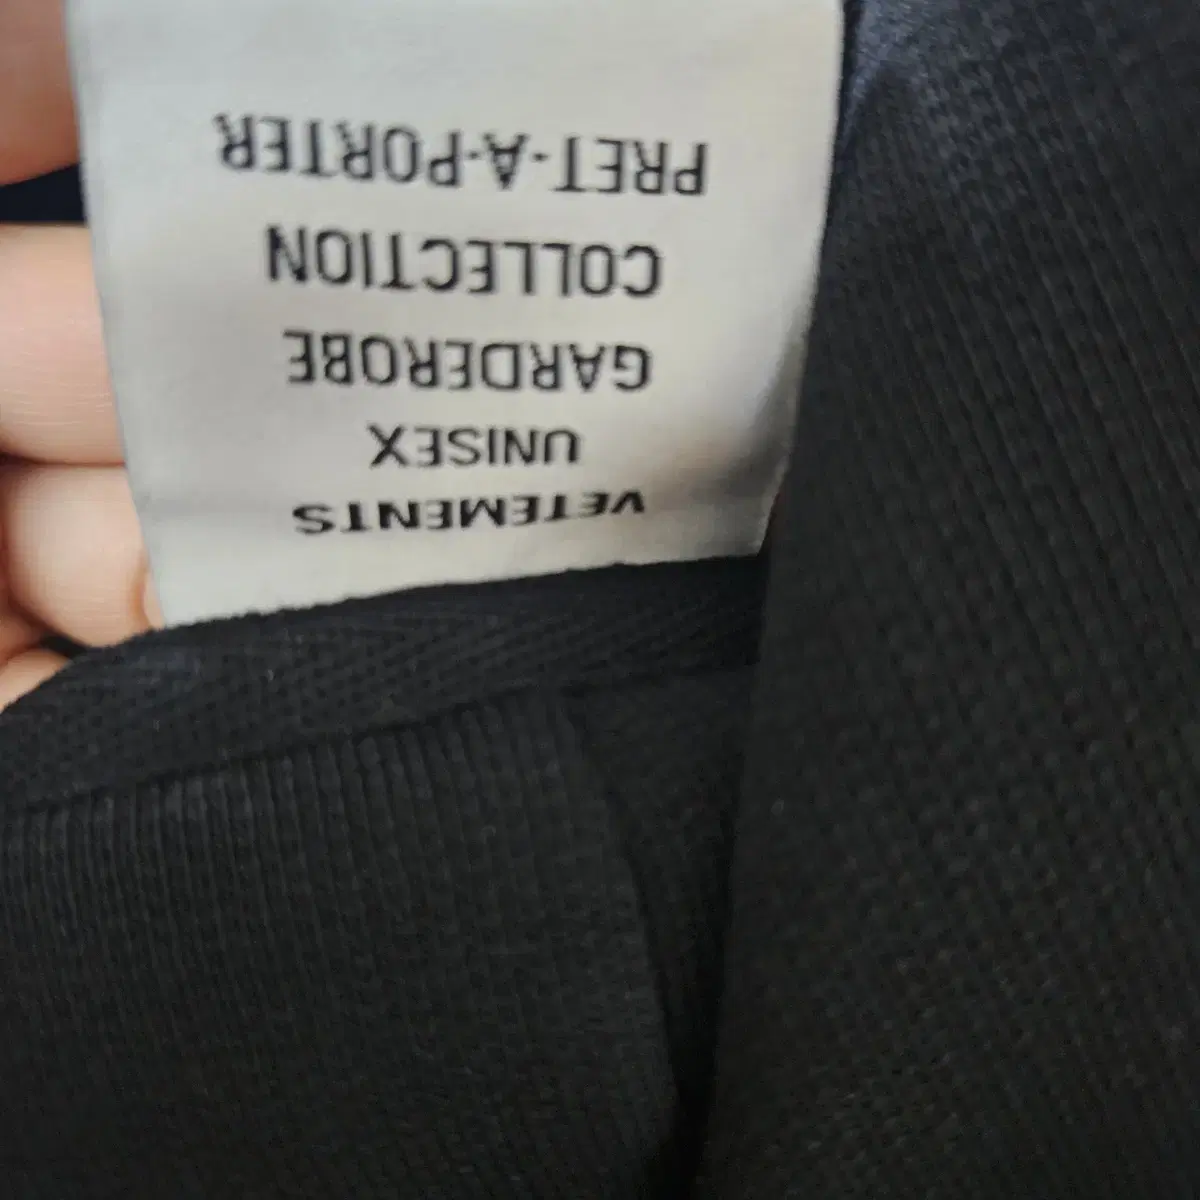 VETEMENTS
UNISEX
GARDEROBE
COLLECTION
PRET-A-PORTER